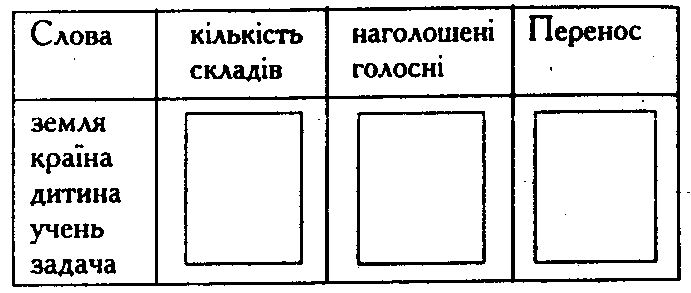 Слова
кількість
складів
наголошені
голосні
Перенос
земля
країна
дитина
учень
задача